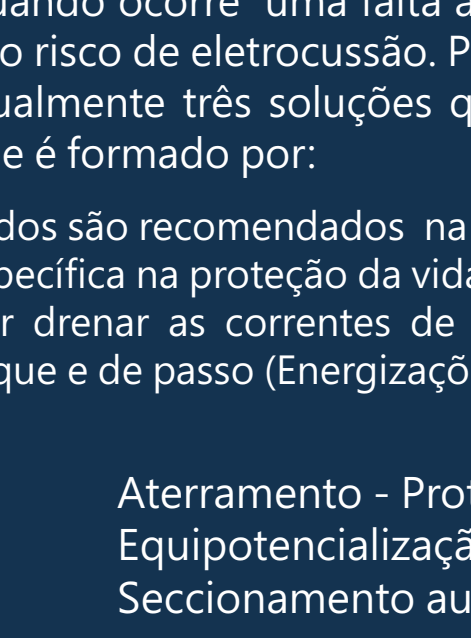 uando ocorre uma falta a
o risco de eletrocussão. P
ualmente três soluções q
e é formado por:
dos são recomendados na
pecífica na proteção da vida
r drenar as correntes de
que e de passo (Energizaçõ
Aterramento - Prot
Equipotencializaçã
Seccionamento au